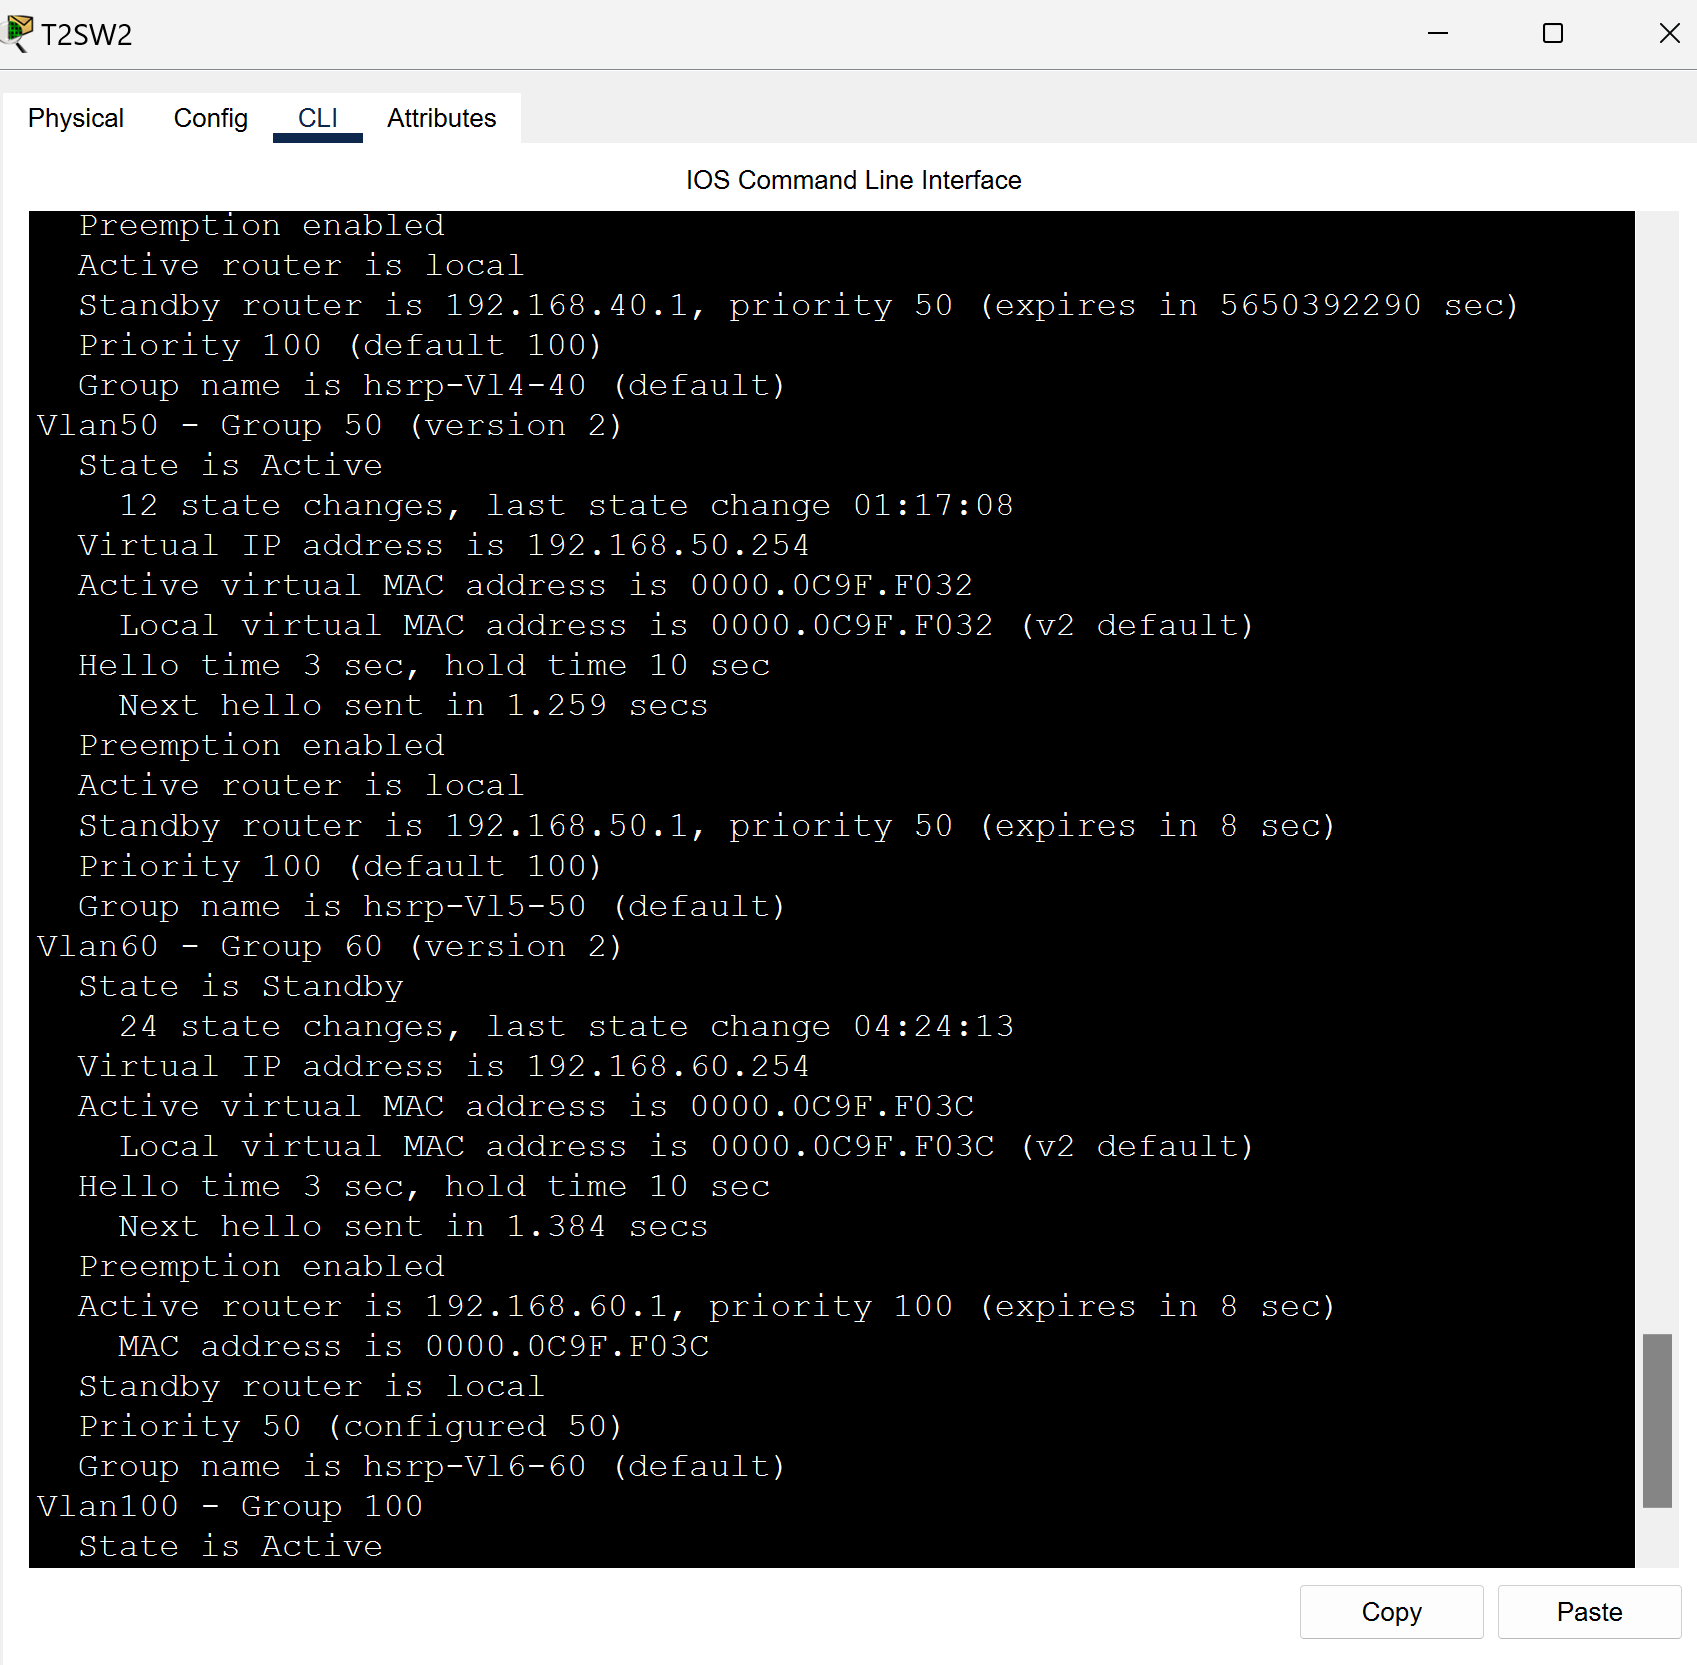 T2SW2
Physical Config CLI Attributes
IOS Command Line Interface
Preemption enabled
Active router is local
Standby router is 192.168.40.1, priority 50 (expires in 5650392290 sec)
Priority 100 (default 100)
Group name is hsrp-Vl4-40 (default)
Vlan50 - Group 50 (version 2)
State is Active
12 state changes, last state change 01:17:08
Virtual IP address is 192.168.50.254
Active virtual MAC address is 0000.0C9F.F032
Local virtual MAC address is 0000.0C9F.F032 (v2 default)
Hello time 3 sec, hold time 10 sec
Next hello sent in 1.259 secs
Preemption enabled
Active router is local
Standby router is 192.168.50.1, priority 50 (expires in 8 sec)
Priority 100 (default 100)
Group name is hsrp-Vl5-50 (default)
Vlan60 - Group 60 (version 2)
State is Standby
24 state changes, last state change 04:24:13
Virtual IP address is 192.168.60.254
Active virtual MAC address is 0000.0C9F.F03C
Local virtual MAC address is 0000.0C9F.F03C (v2 default)
Hello time 3 sec, hold time 10 sec
Next hello sent in 1.384 secs
Preemption enabled
Active router is 192.168.60.1, priority 100 (expires in 8 sec)
MAC address is 0000.0C9F.F03C
Standby router is local
Priority 50 (configured 50)
Group name is hsrp-Vl6-60 (default)
Vlan100 - Group 100
State is Active
Copy Paste